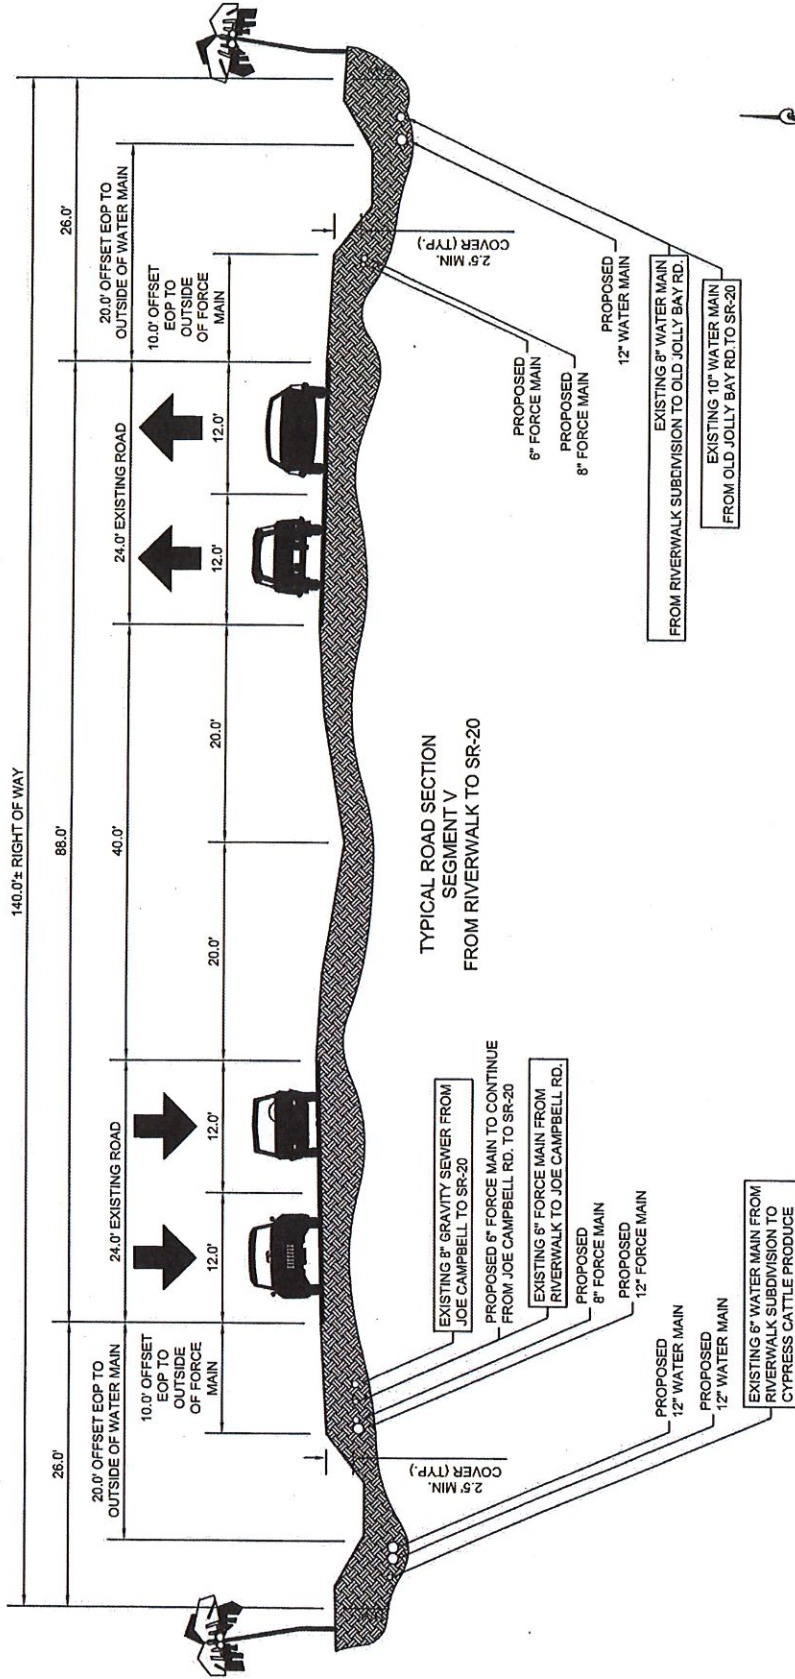 140.0'± RIGHT OF WAY
26.0'
88.0'
26.0'
20.0' OFFSET EOP TO
OUTSIDE OF WATER MAIN
24.0' EXISTING ROAD
40.0'
24.0' EXISTING ROAD
20.0' OFFSET EOP TO
OUTSIDE OF WATER MAIN
10.0' OFFSET
EOP TO
OUTSIDE
OF FORCE
MAIN
12.0'
12.0'
20.0'
20.0'
12.0'
12.0'
10.0' OFFSET
EOP TO
OUTSIDE
OF FORCE
MAIN
2.5' MIN.
COVER (TYP.)
2.5' MIN.
COVER (TYP.)
TYPICAL ROAD SECTION
SEGMENT V
FROM RIVERWALK TO SR-20
EXISTING 8" GRAVITY SEWER FROM
JOE CAMPBELL TO SR-20
PROPOSED 6" FORCE MAIN TO CONTINUE
FROM JOE CAMPBELL RD. TO SR-20
EXISTING 6" FORCE MAIN FROM
RIVERWALK TO JOE CAMPBELL RD.
PROPOSED
8" FORCE MAIN
PROPOSED
12" FORCE MAIN
PROPOSED
12" WATER MAIN
PROPOSED
12" WATER MAIN
EXISTING 6" WATER MAIN FROM
RIVERWALK SUBDIVISION TO
CYPRESS CATTLE PRODUCE
PROPOSED
6" FORCE MAIN
PROPOSED
8" FORCE MAIN
PROPOSED
12" WATER MAIN
EXISTING 8" WATER MAIN
FROM RIVERWALK SUBDIVISION TO OLD JOLLY BAY RD.
EXISTING 10" WATER MAIN
FROM OLD JOLLY BAY RD. TO SR-20